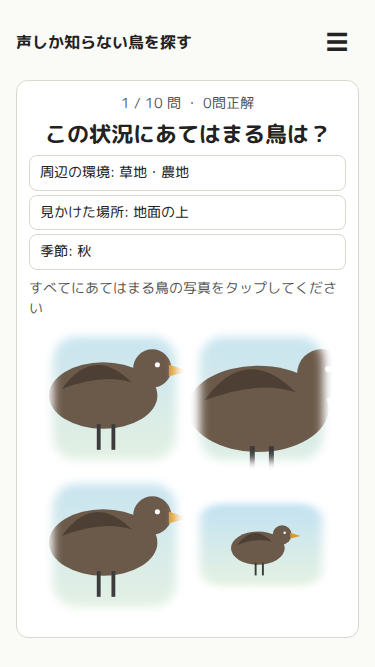 声しか知らない鳥を探す
1 / 10 問 ・ 0問正解
この状況にあてはまる鳥は？
周辺の環境: 草地・農地
見かけた場所: 地面の上
季節: 秋
すべてにあてはまる鳥の写真をタップしてくださ
い